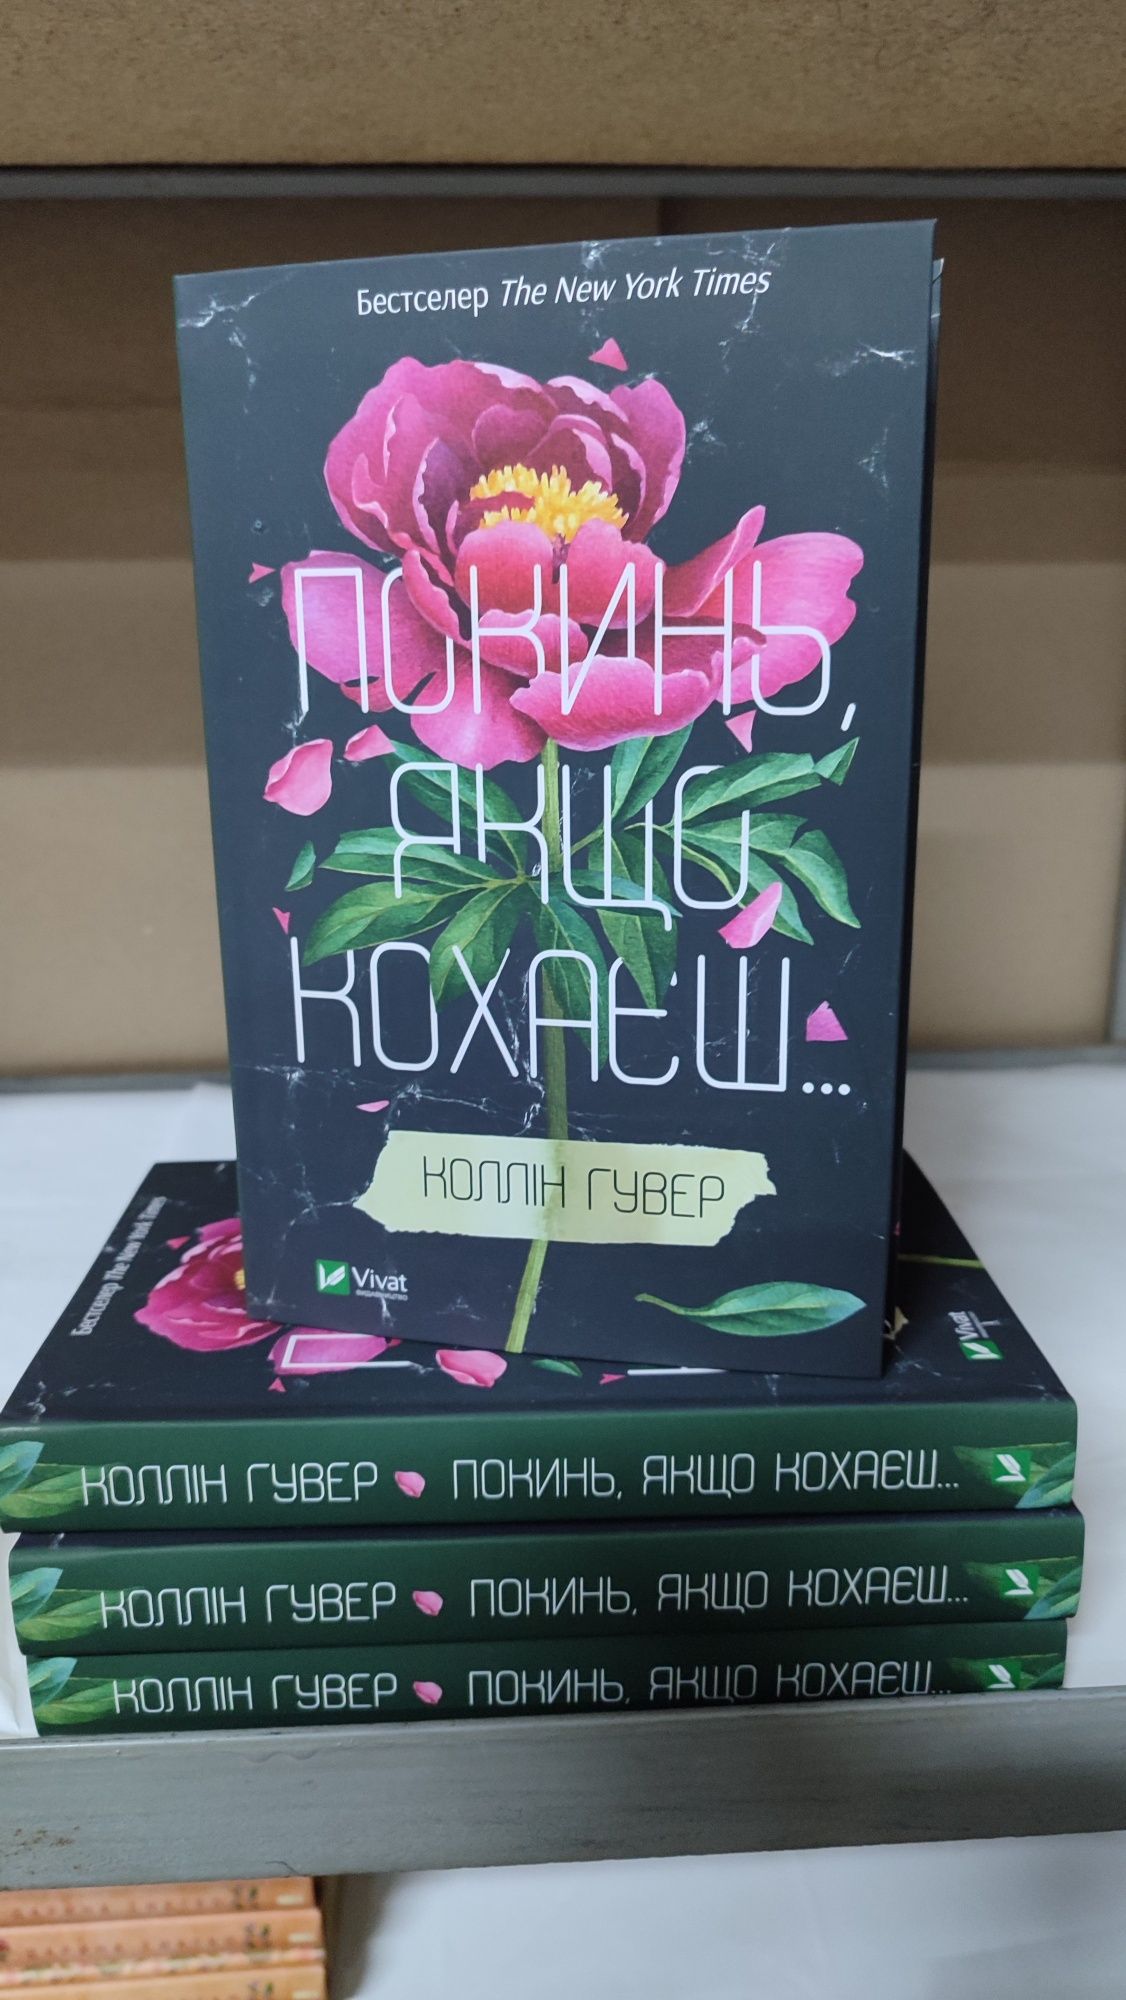 Бестселер The New York Times
ПОКИНЬ,
ЯКЩО
КОХАЄШ...
КОЛЛІН ГУВЕР
Vivat
ВИДАВНИЦТВО
Бестселер The New York Times
Vivat
КОЛЛІН ГУВЕР ПОКИНЬ, ЯКЩО КОХАЄШ...
КОЛЛІН ГУВЕР ПОКИНЬ, ЯКЩО КОХАЄШ...
КОЛЛІН ГУВЕР ПОКИНЬ, ЯКЩО КОХАЄШ...